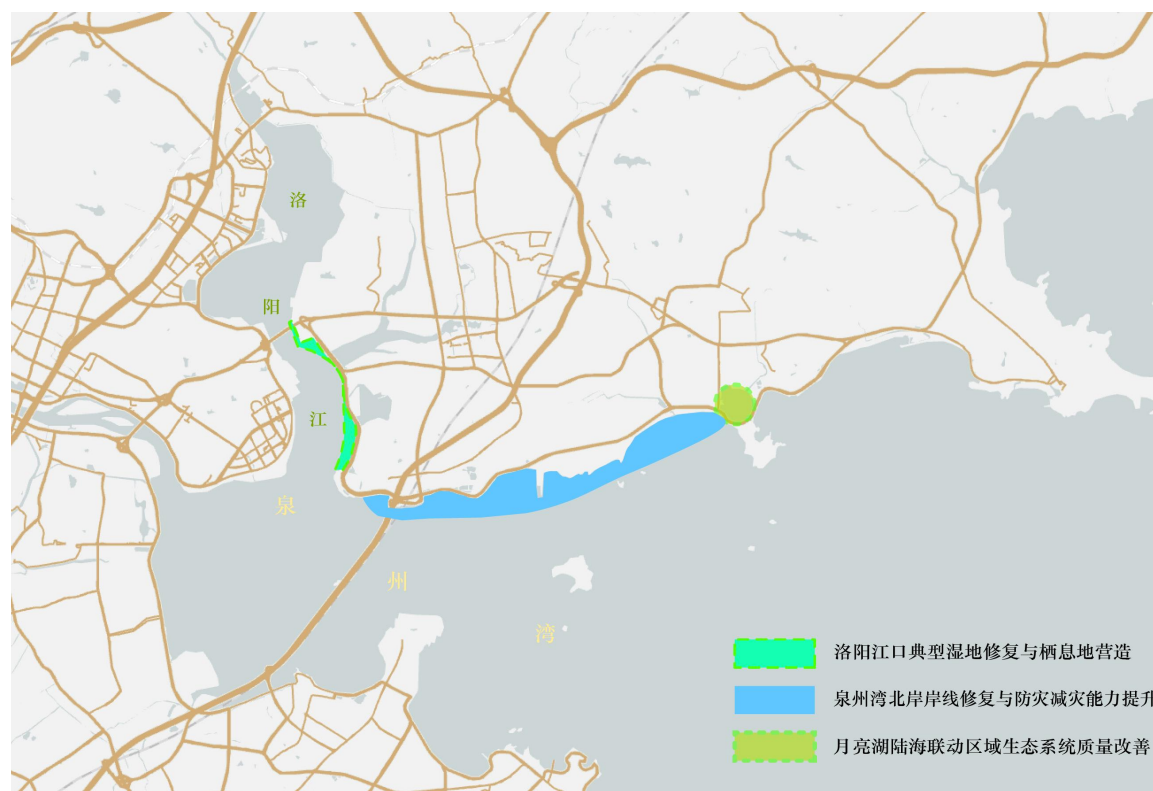 洛
阳
江
泉
州
湾
洛阳江口典型湿地修复与栖息地营造
泉州湾北岸岸线修复与防灾减灾能力提升
月亮湖陆海联动区域生态系统质量改善